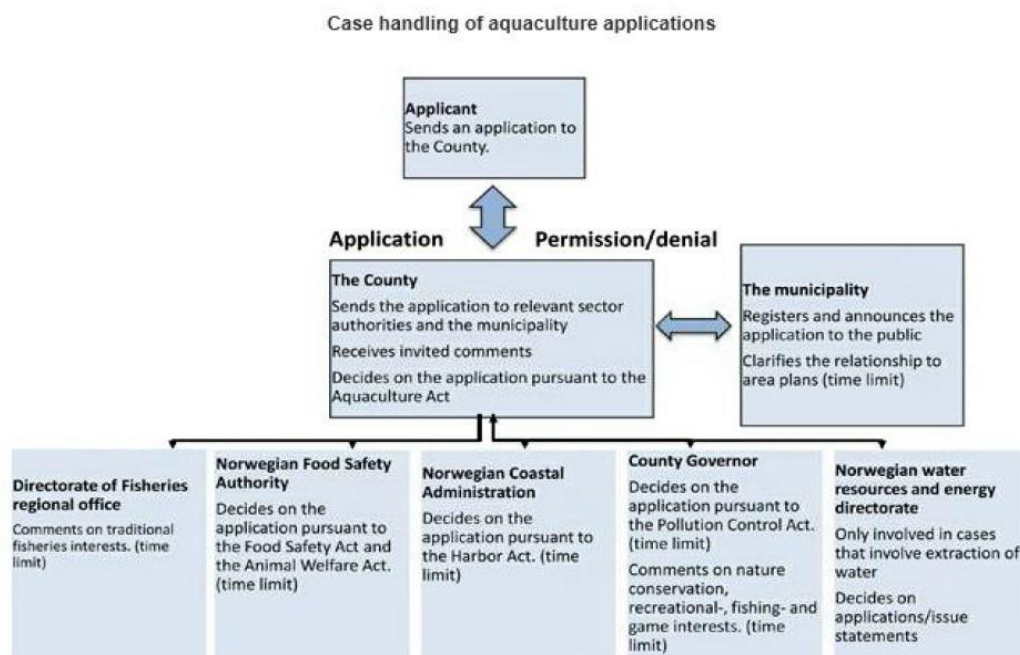 Case handling of aquaculture applications
Applicant
Sends an application to
the County.
Application
Permission/denial
The County
Sends the application to relevant sector
authorities and the municipality
Receives invited comments
Decides on the application pursuant to the
Aquaculture Act
The municipality
Registers and announces the
application to the public
Clarifies the relationship to
area plans (time limit)
Directorate of Fisheries
regional office
Comments on traditional
fisheries interests. (time
limit)
Norwegian Food Safety
Authority
Decides on the
application pursuant to
the Food Safety Act and
the Animal Welfare Act.
(time limit)
Norwegian Coastal
Administration
Decides on the
application pursuant to
the Harbor Act. (time
limit)
County Governor
Decides on the
application pursuant to
the Pollution Control Act.
(time limit)
Comments on nature
conservation,
recreational-, fishing- and
game interests. (time
limit)
Norwegian water
resources and energy
directorate
Only involved in cases
that involve extraction of
water
Decides on
applications/issue
statements